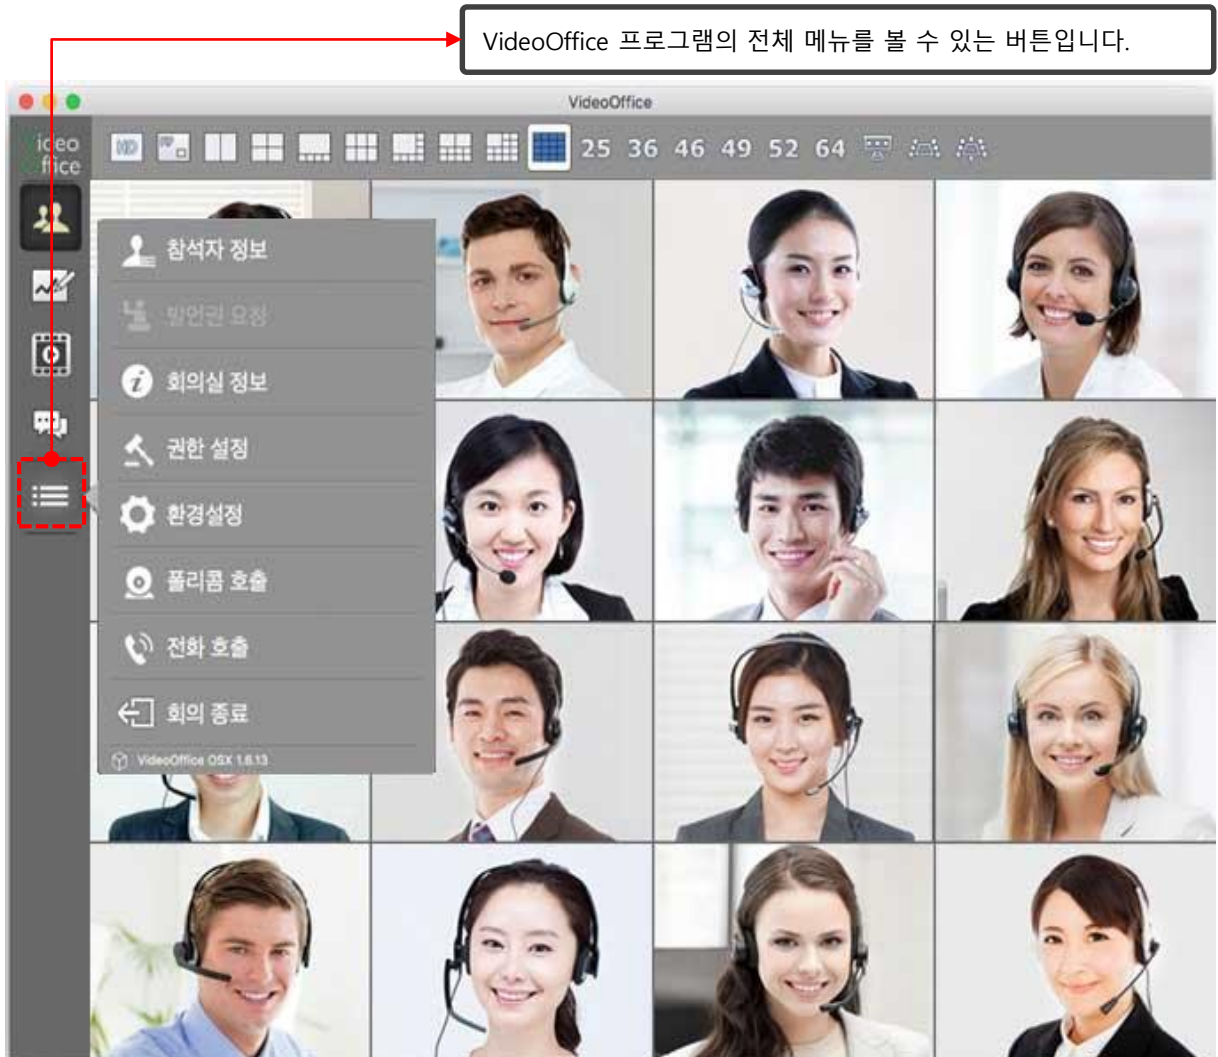 VideoOffice 프로그램의 전체 메뉴를 볼 수 있는 버튼입니다.
VideoOffice
ideo
ffice
HD
25 36 46 49 52 64
참석자 정보
발언권 요청
회의실 정보
권한 설정
환경설정
폴리콤 호출
전화 호출
회의 종료
VideoOffice OSX 1.6.13